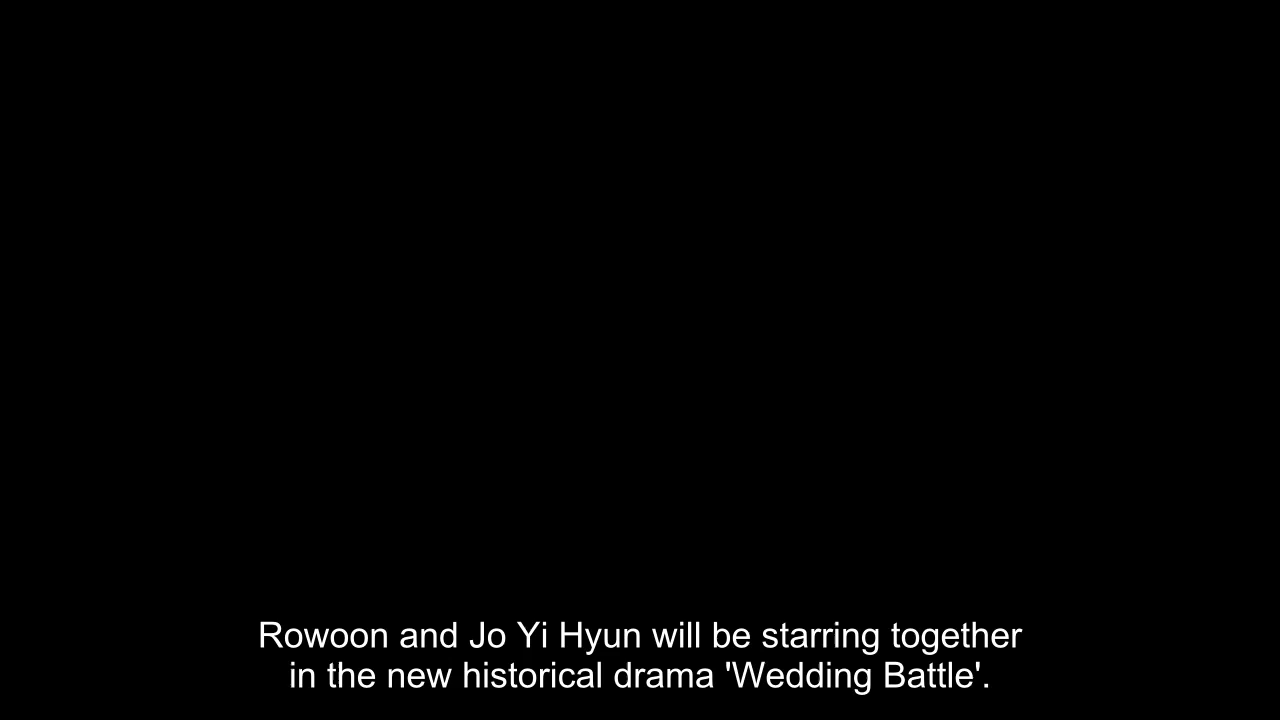 Rowoon and Jo Yi Hyun will be starring together
in the new historical drama 'Wedding Battle'.